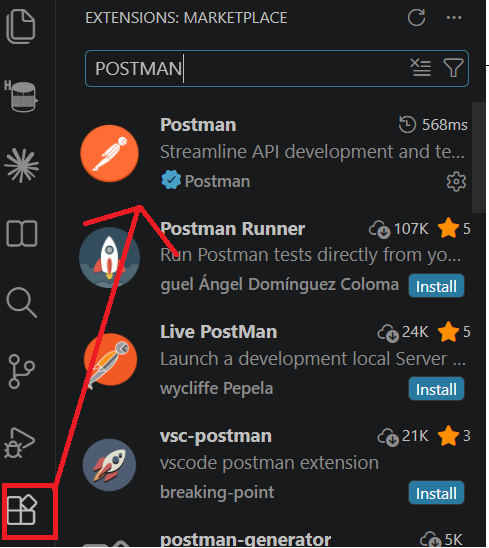 EXTENSIONS: MARKETPLACE
POSTMAN
H
Postman 568ms
Streamline API development and te...
Postman
Postman Runner 107K 5
Run Postman tests directly from yo...
guel Ángel Domínguez Coloma Install
Live PostMan 24K 5
Launch a development local Server ...
wycliffe Pepela Install
vsc-postman 21K 3
vscode postman extension
breaking-point Install
postman-generator 5K